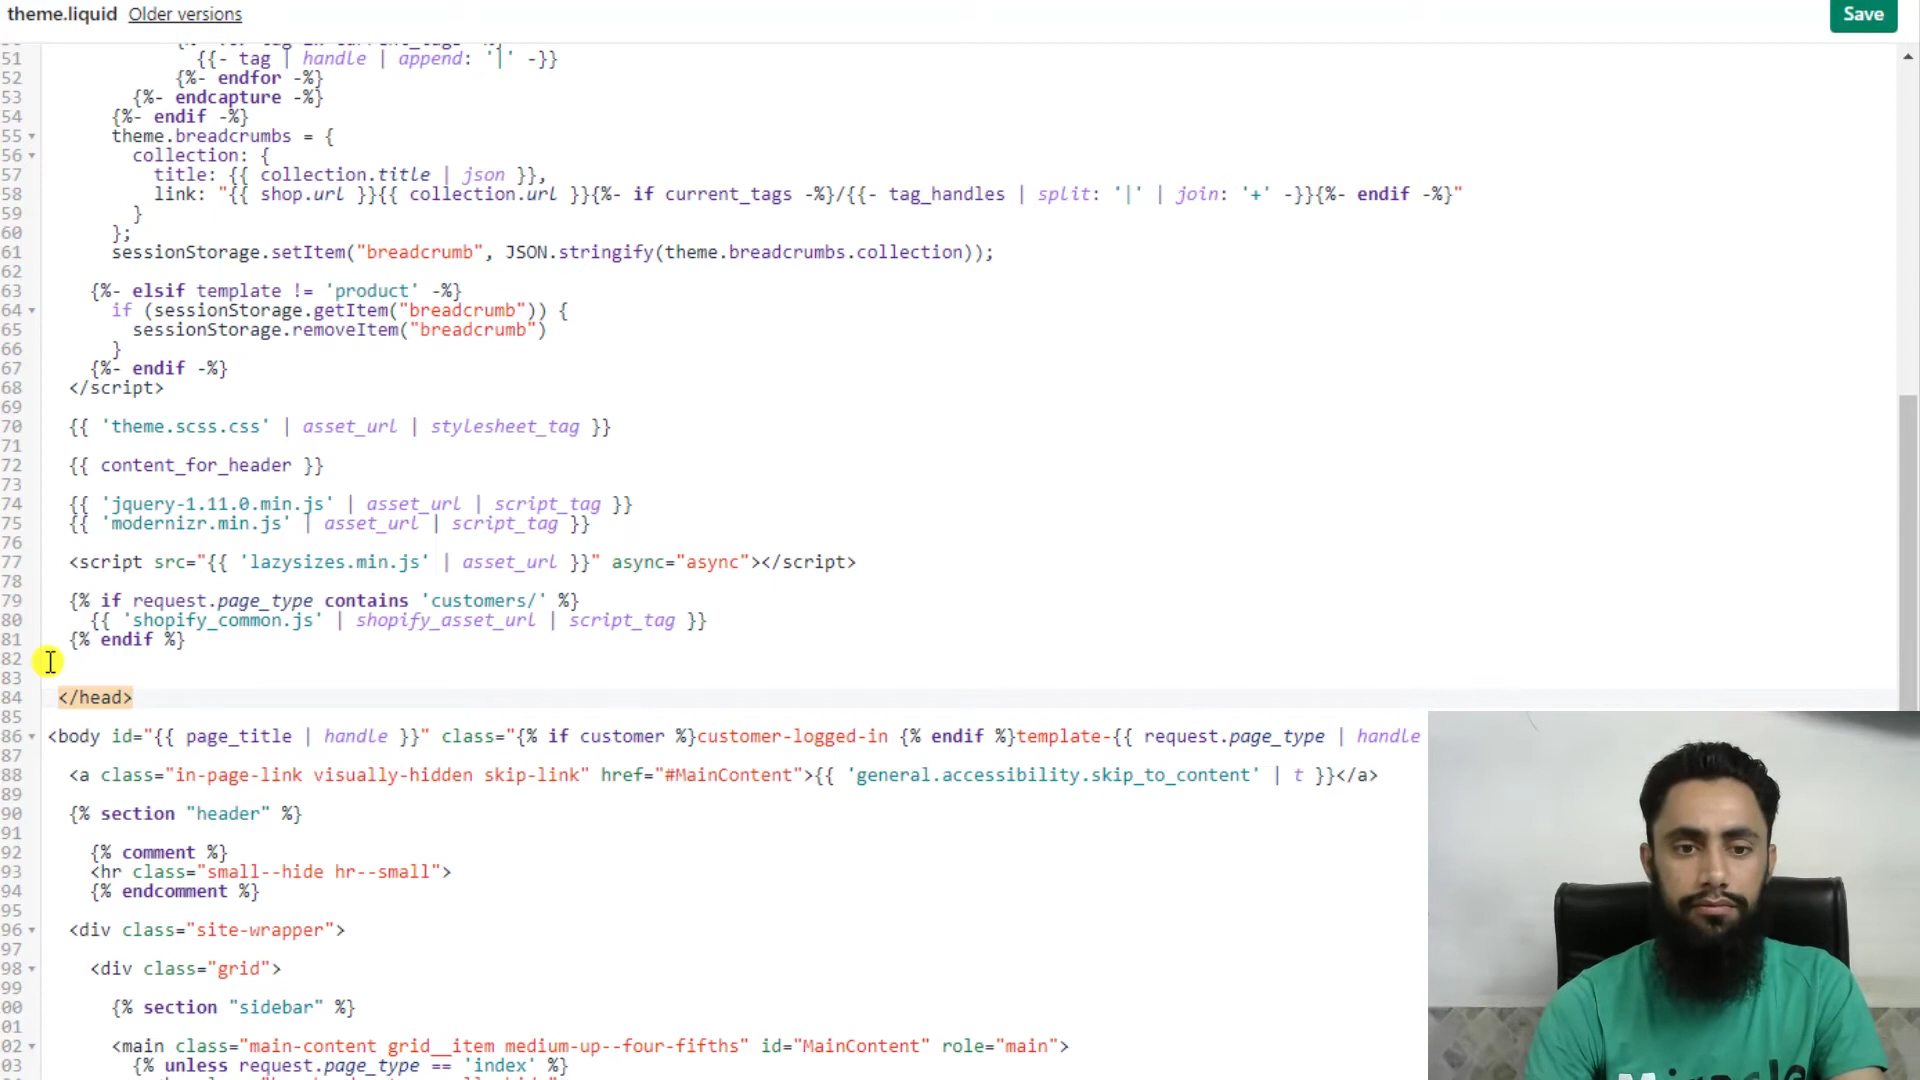 theme.liquid Older versions Save
51 {{- tag | handle | append: '|' -}}
52 {%- endfor -%}
53 {%- endcapture -%}
54 {%- endif -%}
55 theme.breadcrumbs = {
56 collection: {
57 title: {{ collection.title | json }},
58 link: "{{ shop.url }}{{ collection.url }}{%- if current_tags -%}/{{- tag_handles | split: '|' | join: '+' -}}{%- endif -%}"
59 }
60 };
61 sessionStorage.setItem("breadcrumb", JSON.stringify(theme.breadcrumbs.collection));
62
63 {%- elsif template != 'product' -%}
64 if (sessionStorage.getItem("breadcrumb")) {
65 sessionStorage.removeItem("breadcrumb")
66 }
67 {%- endif -%}
68 </script>
69
70 {{ 'theme.scss.css' | asset_url | stylesheet_tag }}
71
72 {{ content_for_header }}
73
74 {{ 'jquery-1.11.0.min.js' | asset_url | script_tag }}
75 {{ 'modernizr.min.js' | asset_url | script_tag }}
76
77 <script src="{{ 'lazysizes.min.js' | asset_url }}" async="async"></script>
78
79 {% if request.page_type contains 'customers/' %}
80 {{ 'shopify_common.js' | shopify_asset_url | script_tag }}
81 {% endif %}
82
83
84 </head>
85
86 <body id="{{ page_title | handle }}" class="{% if customer %}customer-logged-in {% endif %}template-{{ request.page_type | handle
87
88 <a class="in-page-link visually-hidden skip-link" href="#MainContent">{{ 'general.accessibility.skip_to_content' | t }}</a>
89
90 {% section "header" %}
91
92 {% comment %}
93 <hr class="small--hide hr--small">
94 {% endcomment %}
95
96 <div class="site-wrapper">
97
98 <div class="grid">
99
00 {% section "sidebar" %}
01
02 <main class="main-content grid__item medium-up--four-fifths" id="MainContent" role="main">
03 {% unless request.page_type == 'index' %}